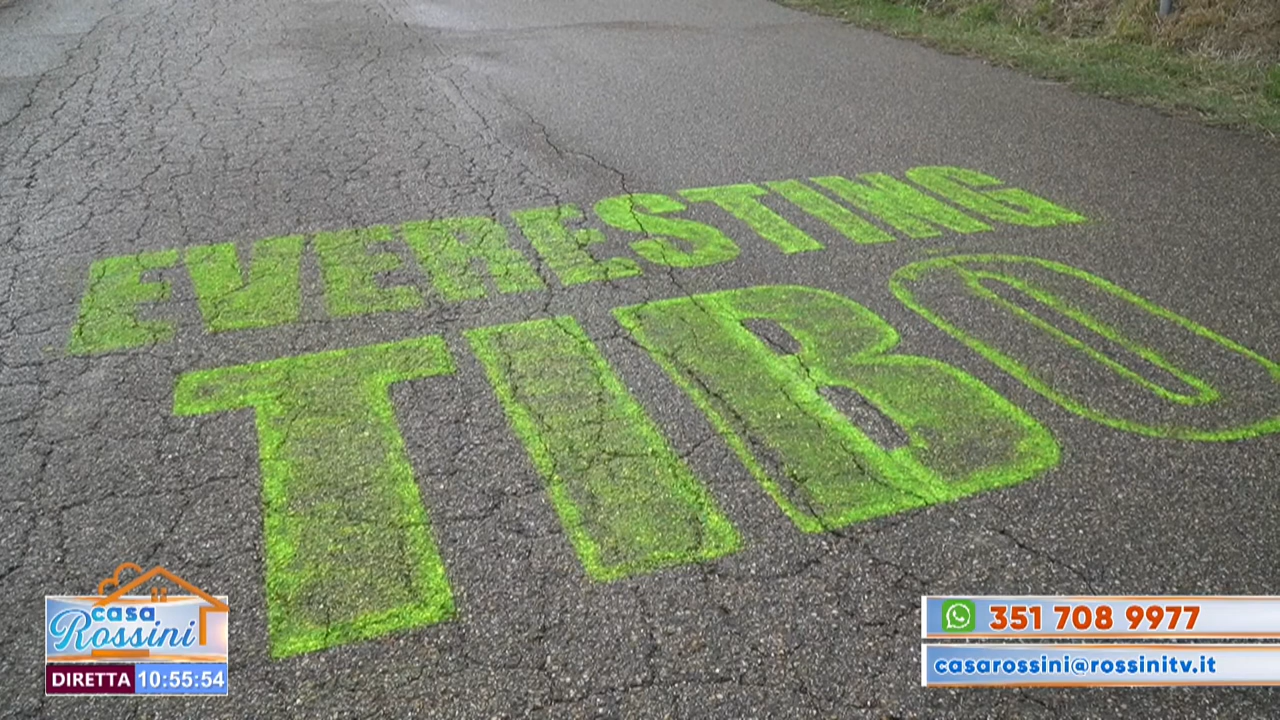 EVERESTING
TIBO
casa
Rossini
DIRETTA 10:55:54
351 708 9977
casarossini@rossinitv.it